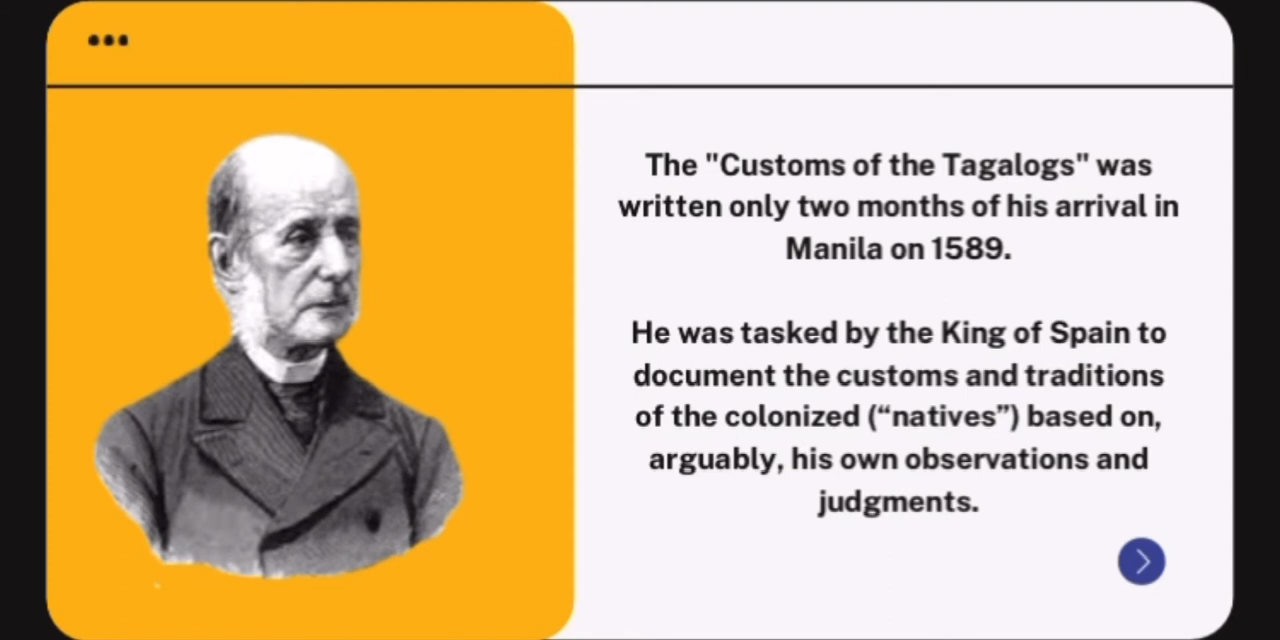 The "Customs of the Tagalogs" was
written only two months of his arrival in
Manila on 1589.
He was tasked by the King of Spain to
document the customs and traditions
of the colonized (“natives”) based on,
arguably, his own observations and
judgments.